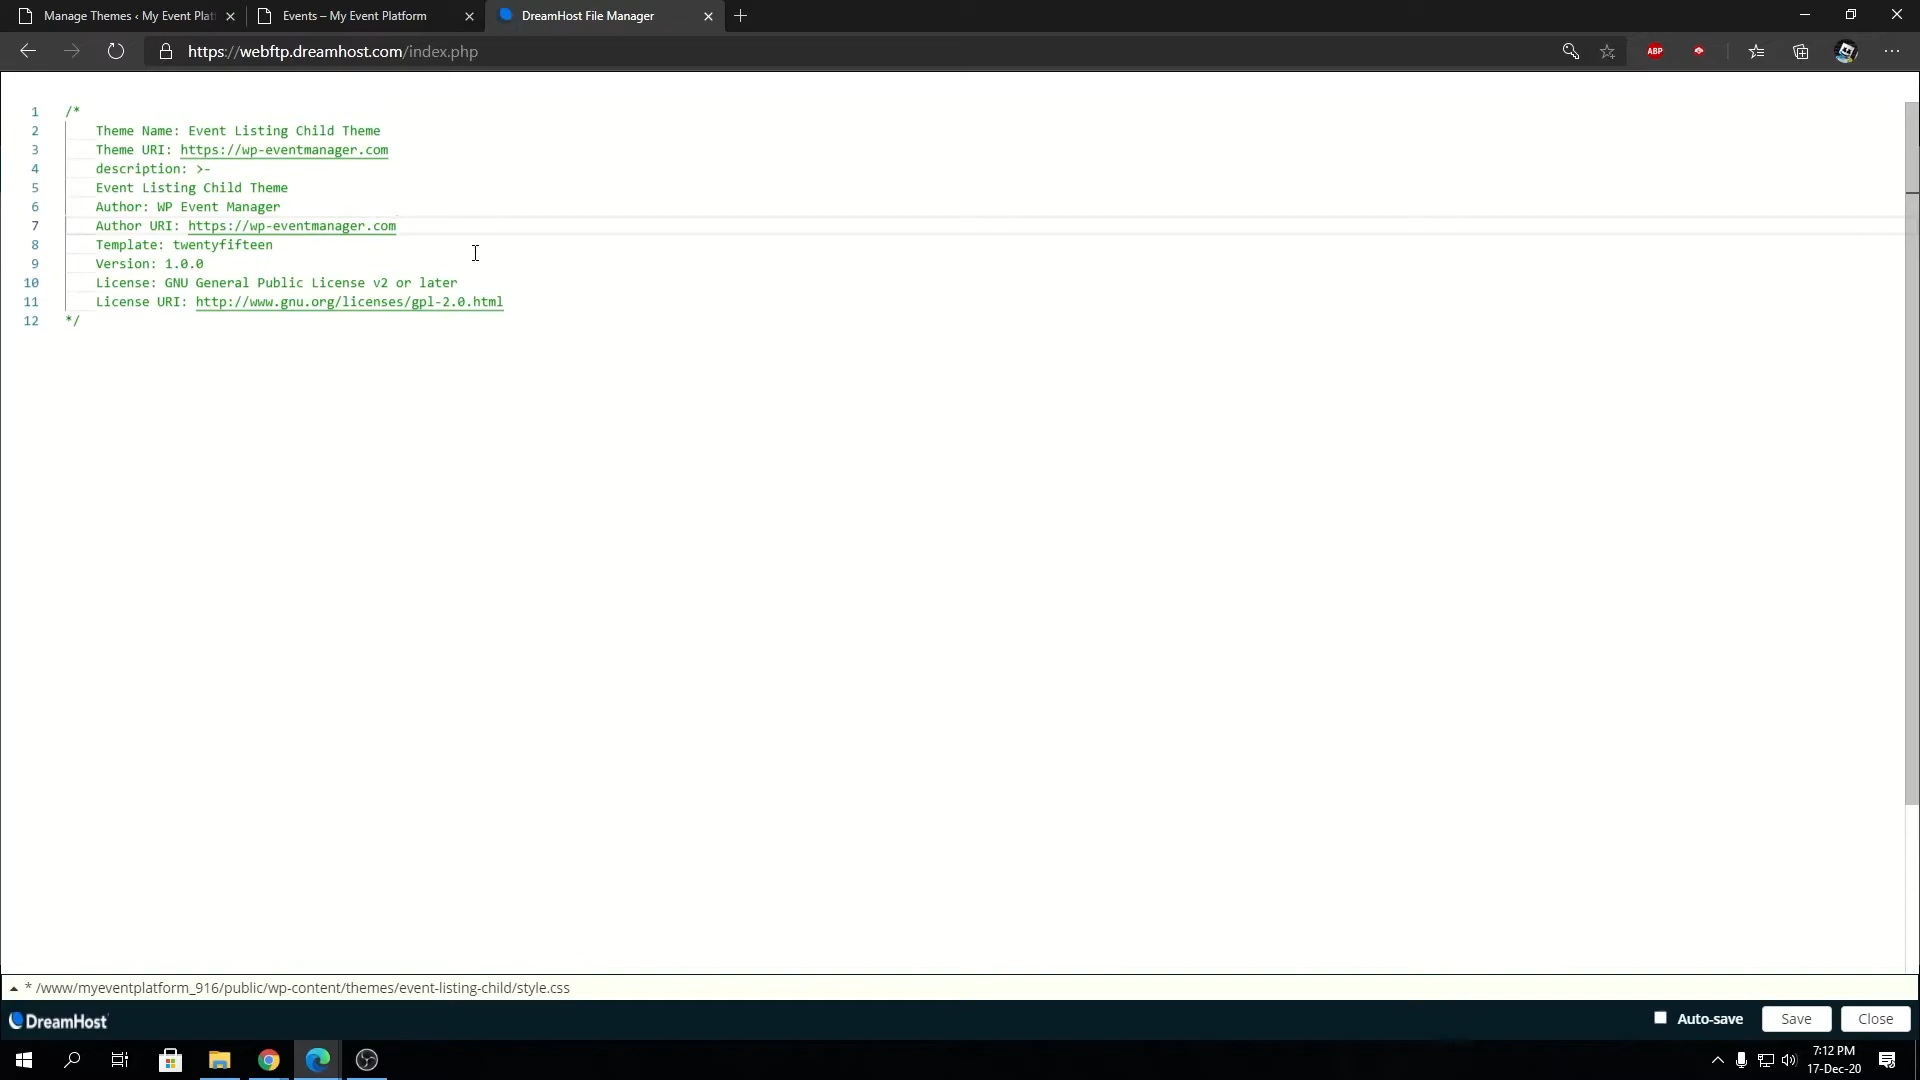 Manage Themes ‹ My Event Plat
Events – My Event Platform
DreamHost File Manager
https://webftp.dreamhost.com/index.php
ABP
1 /*
2 Theme Name: Event Listing Child Theme
3 Theme URI: https://wp-eventmanager.com
4 description: >-
5 Event Listing Child Theme
6 Author: WP Event Manager
7 Author URI: https://wp-eventmanager.com
8 Template: twentyfifteen
9 Version: 1.0.0
10 License: GNU General Public License v2 or later
11 License URI: http://www.gnu.org/licenses/gpl-2.0.html
12 */
* /www/myeventplatform_916/public/wp-content/themes/event-listing-child/style.css
DreamHost
Auto-save
Save
Close
7:12 PM
17-Dec-20